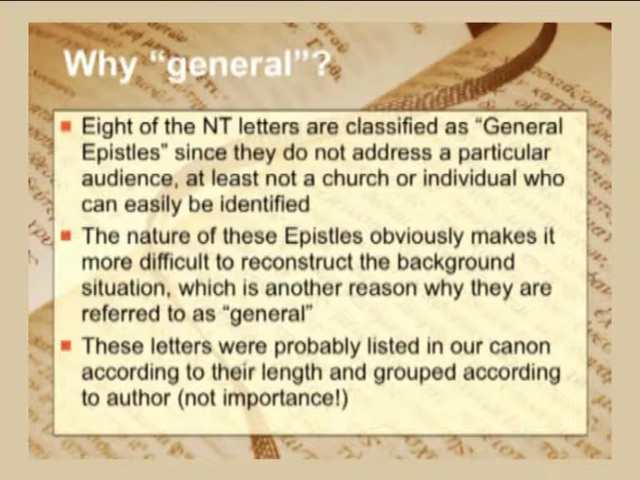 Why “general”?
Eight of the NT letters are classified as “General
Epistles” since they do not address a particular
audience, at least not a church or individual who
can easily be identified
The nature of these Epistles obviously makes it
more difficult to reconstruct the background
situation, which is another reason why they are
referred to as “general”
These letters were probably listed in our canon
according to their length and grouped according
to author (not importance!)